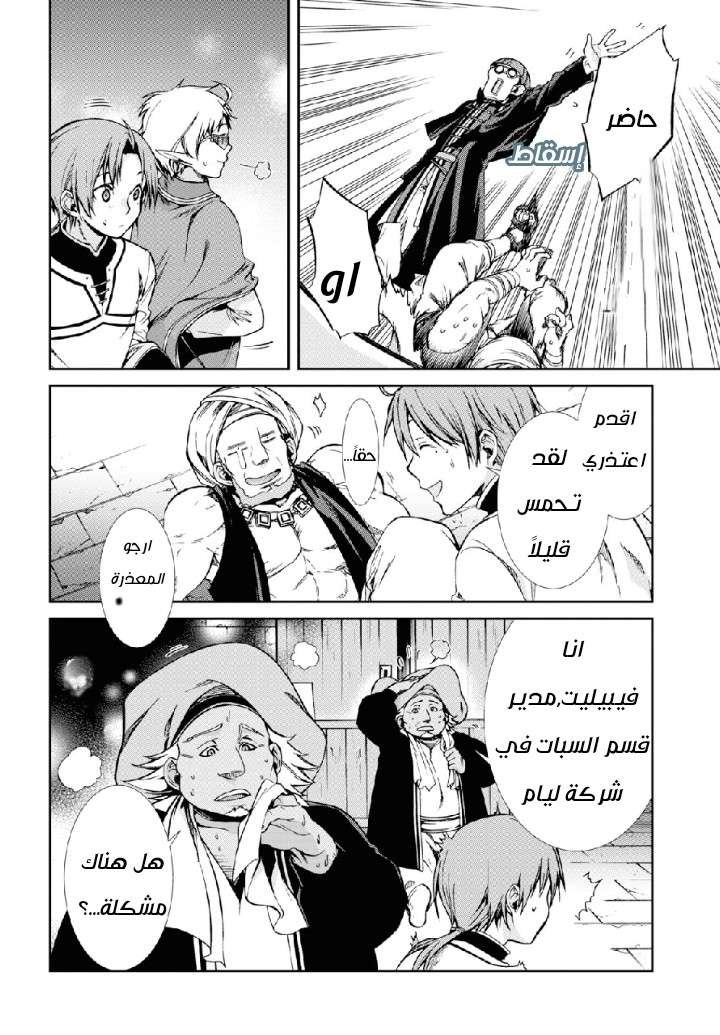 حاضر
إسقاط
او
اقدم
اعتذري
لقد
تحمس
قليلاً
حقاً...
ارجو
المعذرة
انا
فيبيليت,مدير
قسم السبات في
شركة ليام
هل هناك
مشكلة...؟